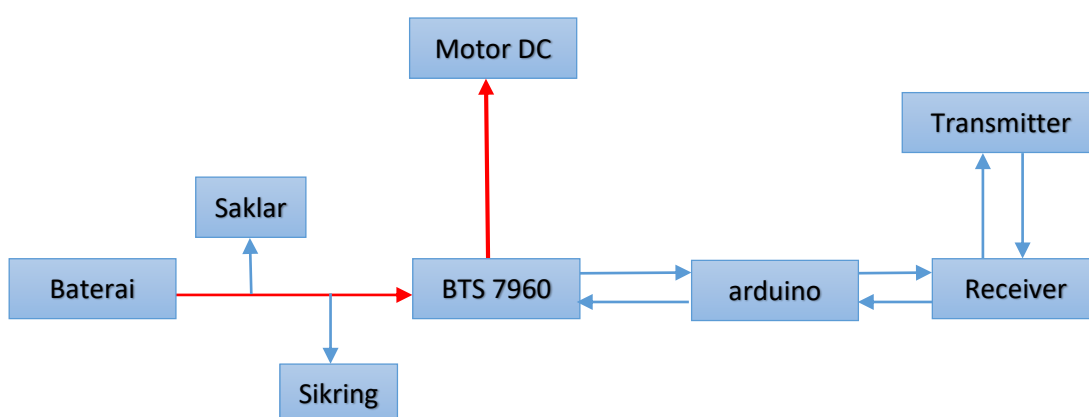 Motor DC
Transmitter
Saklar
Baterai
BTS 7960
arduino
Receiver
Sikring